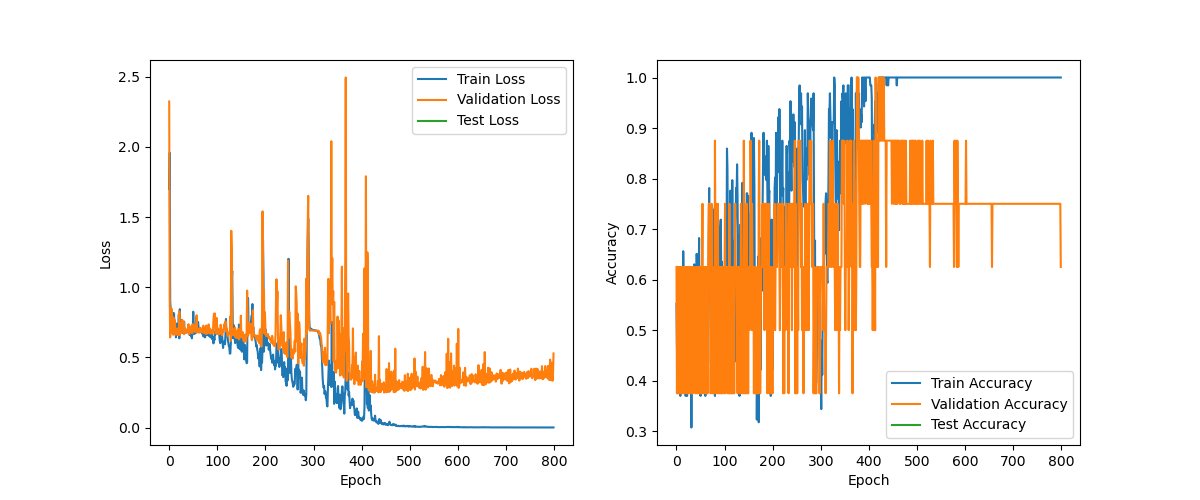 2.5
2.0
1.5
1.0
0.5
0.0
Loss
0 100 200 300 400 500 600 700 800
Epoch
Train Loss
Validation Loss
Test Loss
1.0
0.9
0.8
0.7
0.6
0.5
0.4
0.3
Accuracy
0 100 200 300 400 500 600 700 800
Epoch
Train Accuracy
Validation Accuracy
Test Accuracy